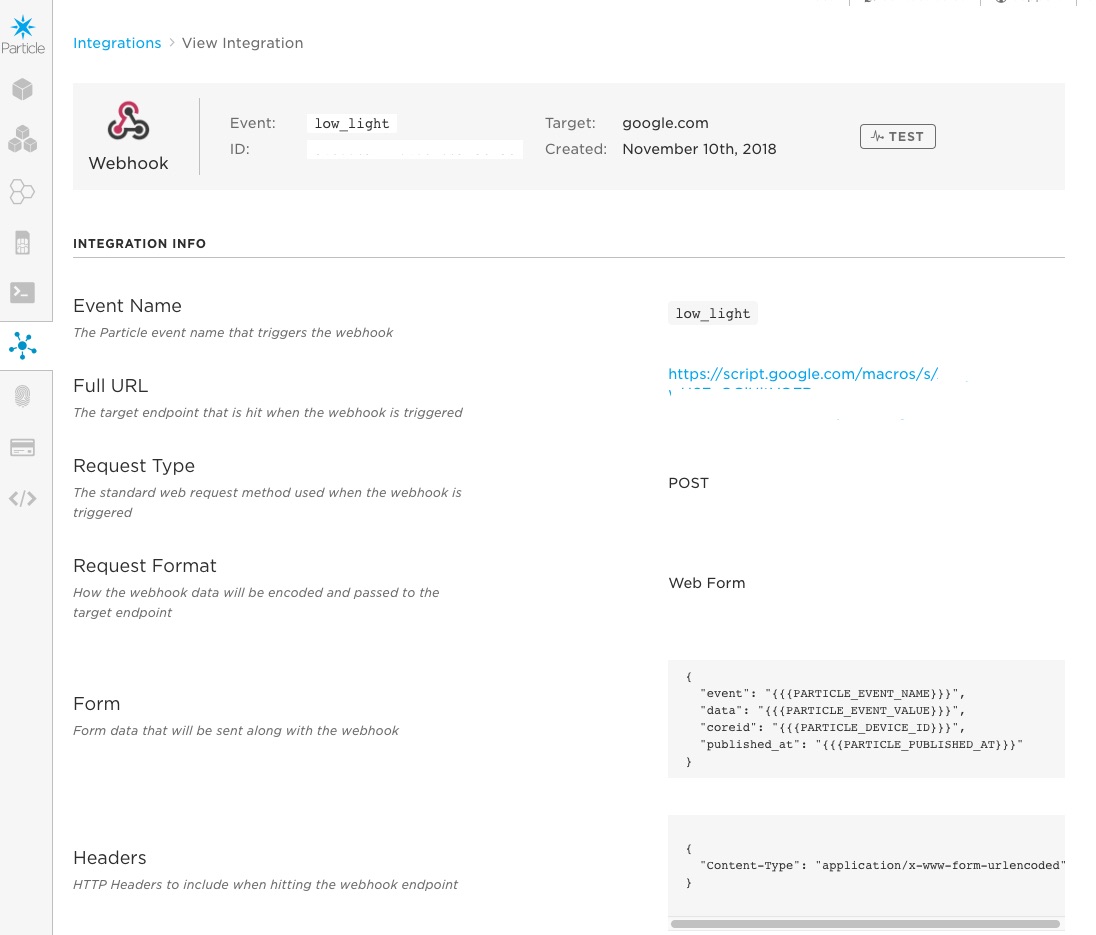 Particle
Integrations > View Integration
Webhook
Event: low_light
ID:
Target: google.com
Created: November 10th, 2018
TEST
INTEGRATION INFO
Event Name
The Particle event name that triggers the webhook
low_light
Full URL
The target endpoint that is hit when the webhook is triggered
https://script.google.com/macros/s/
Request Type
The standard web request method used when the webhook is
triggered
POST
Request Format
How the webhook data will be encoded and passed to the
target endpoint
Web Form
Form
Form data that will be sent along with the webhook
{
"event": "{{{PARTICLE_EVENT_NAME}}}",
"data": "{{{PARTICLE_EVENT_VALUE}}}",
"coreid": "{{{PARTICLE_DEVICE_ID}}}",
"published_at": "{{{PARTICLE_PUBLISHED_AT}}}"
}
Headers
HTTP Headers to include when hitting the webhook endpoint
{
"Content-Type": "application/x-www-form-urlencoded"
}